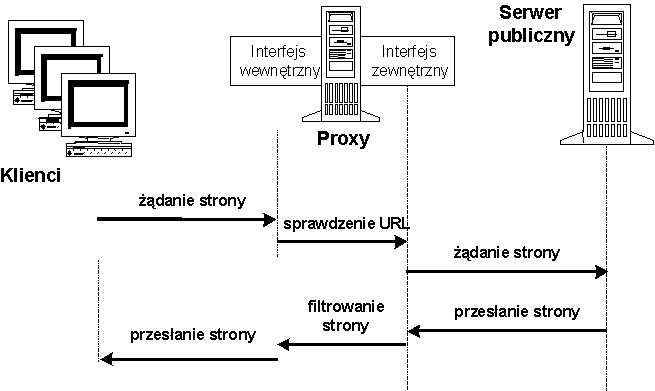 Serwer
publiczny
Interfejs
wewnętrzny
Interfejs
zewnętrzny
Proxy
Klienci
żądanie strony
sprawdzenie URL
żądanie strony
filtrowanie
strony
przesłanie strony
przesłanie strony